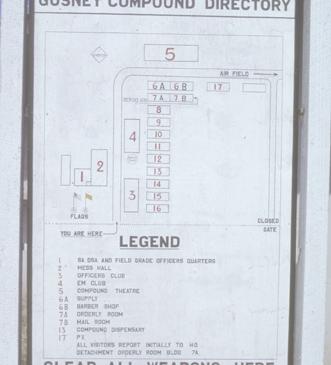 GOSNEY COMPOUND DIRECTORY
5
AIR FIELD
6A 6B 17
7A 7B
8
9
4 10
11
2 12
1 13
3 14
15
16
FLAGS
CLOSED
GATE
YOU ARE HERE
LEGEND
1 SA DSA AND FIELD GRADE OFFICERS QUARTERS
2 MESS HALL
3 OFFICERS CLUB
4 EM CLUB
5 COMPOUND THEATRE
6A SUPPLY
6B BARBER SHOP
7A ORDERLY ROOM
7B MAIL ROOM
13 COMPOUND DISPENSARY
17 PX
ALL VISITORS REPORT INITIALLY TO HQ
DETACHMENT ORDERLY ROOM BLDG 7A
CLEAR ALL WEAPONS HERE